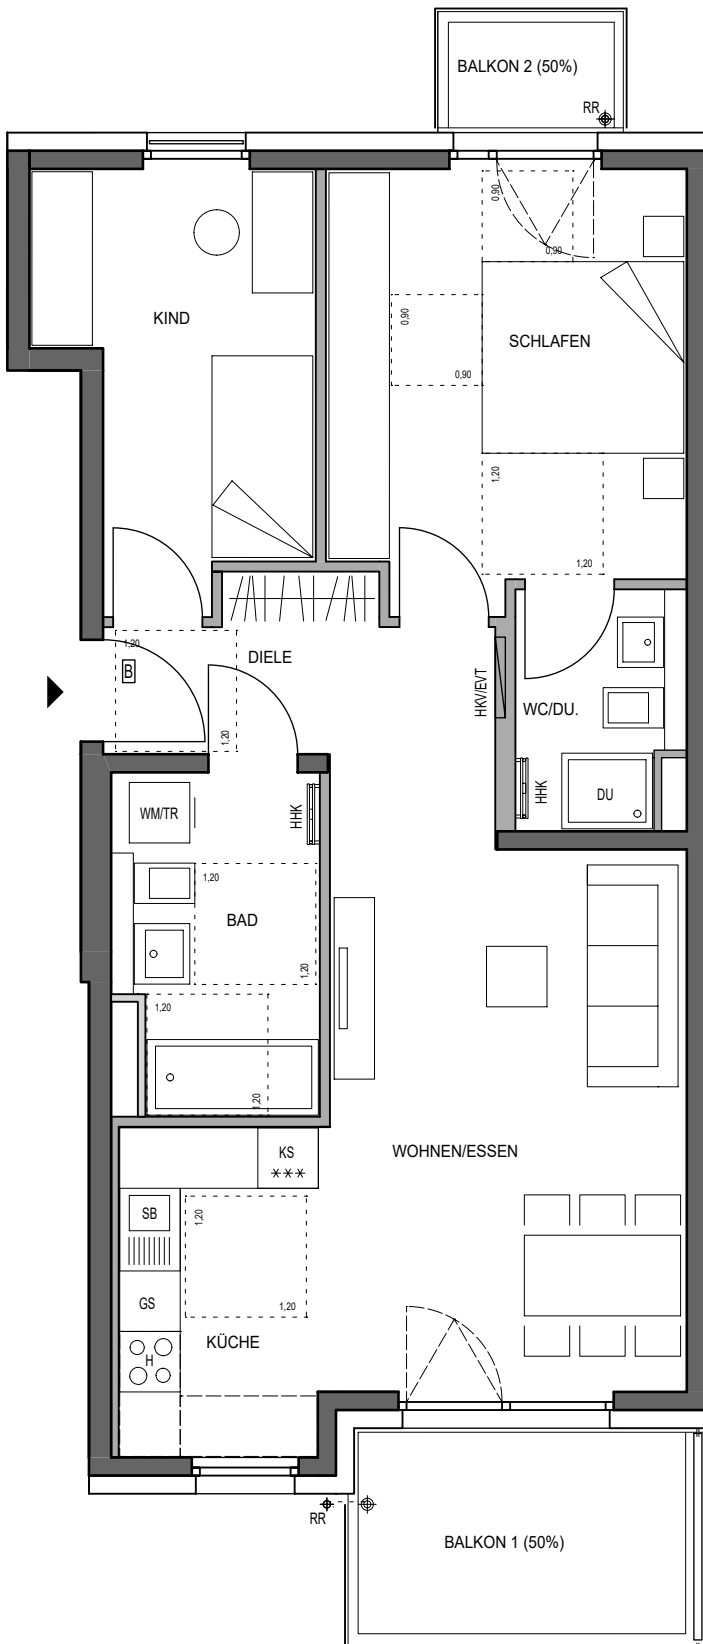 BALKON 2 (50%)
RR
0,90
0,90
KIND
0,90
SCHLAFEN
0,90
1,20
1,20
1,20
DIELE
B
HKV/EVT
WC/DU.
1,20
HHK
DU
WM/TR
HHK
1,20
BAD
1,20
1,20
1,20
WOHNEN/ESSEN
KS
***
SB
1,20
GS
1,20
KÜCHE
H
RR
BALKON 1 (50%)